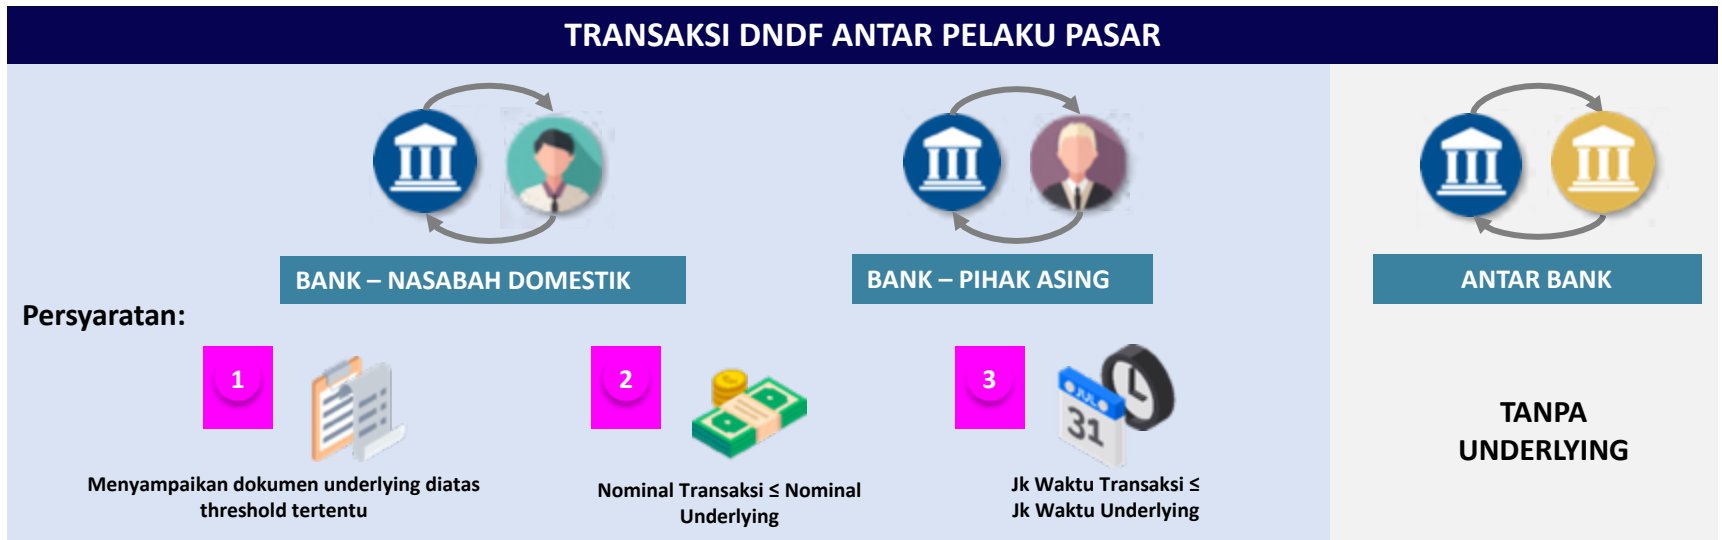 TRANSAKSI DNDF ANTAR PELAKU PASAR
BANK – NASABAH DOMESTIK
BANK – PIHAK ASING
ANTAR BANK
Persyaratan:
1
2
3
JUL
31
Menyampaikan dokumen underlying diatas
threshold tertentu
Nominal Transaksi ≤ Nominal
Underlying
Jk Waktu Transaksi ≤
Jk Waktu Underlying
TANPA
UNDERLYING